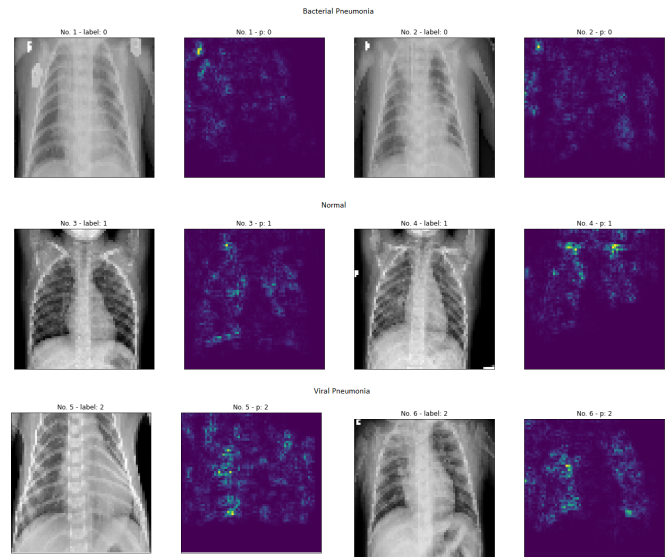 Bacterial Pneumonia
No. 1 - label: 0
No. 1 - p: 0
No. 2 - label: 0
No. 2 - p: 0
Normal
No. 3 - label: 1
No. 3 - p: 1
No. 4 - label: 1
No. 4 - p: 1
Viral Pneumonia
No. 5 - label: 2
No. 5 - p: 2
No. 6 - label: 2
No. 6 - p: 2